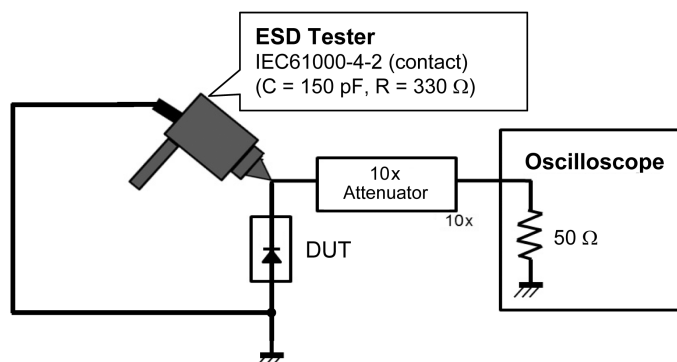 ESD Tester
IEC61000-4-2 (contact)
(C = 150 pF, R = 330 Ω)
Oscilloscope
10x
Attenuator
10x
50 Ω
DUT